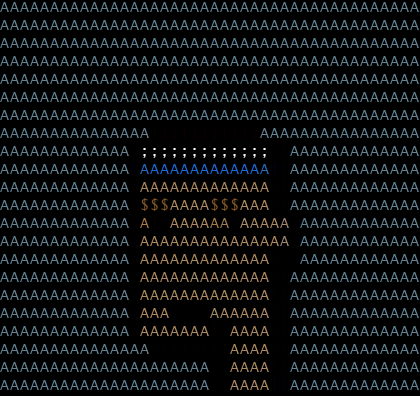 AAAAAAAAAAAAAAAAAAAAAAAAAAAAAAAAAAAAAAAAAA
AAAAAAAAAAAAAAAAAAAAAAAAAAAAAAAAAAAAAAAAAA
AAAAAAAAAAAAAAAAAAAAAAAAAAAAAAAAAAAAAAAAAA
AAAAAAAAAAAAAAAAAAAAAAAAAAAAAAAAAAAAAAAAAA
AAAAAAAAAAAAAAAAAAAAAAAAAAAAAAAAAAAAAAAAAA
AAAAAAAAAAAAAAAAAAAAAAAAAAAAAAAAAAAAAAAAAA
AAAAAAAAAAAAAAAAAAAAAAAAAAAAAAAAAAAAAAAAAA
AAAAAAAAAAAAAAA           AAAAAAAAAAAAAAAA
AAAAAAAAAAAAA ;;;;;;;;;;;;;  AAAAAAAAAAAAA
AAAAAAAAAAAAA AAAAAAAAAAAAA  AAAAAAAAAAAAA
AAAAAAAAAAAAA AAAAAAAAAAAAA  AAAAAAAAAAAAA
AAAAAAAAAAAAA $$$AAAA$$$AAA  AAAAAAAAAAAAA
AAAAAAAAAAAAA A  AAAAAA AAAAA AAAAAAAAAAAA
AAAAAAAAAAAAA AAAAAAAAAAAAAAA AAAAAAAAAAAA
AAAAAAAAAAAAA AAAAAAAAAAAAA   AAAAAAAAAAAA
AAAAAAAAAAAAA AAAAAAAAAAAAA  AAAAAAAAAAAAA
AAAAAAAAAAAAA AAAAAAAAAAAAA  AAAAAAAAAAAAA
AAAAAAAAAAAAA AAA    AAAAAA  AAAAAAAAAAAAA
AAAAAAAAAAAAA AAAAAAA  AAAA  AAAAAAAAAAAAA
AAAAAAAAAAAAAAA        AAAA  AAAAAAAAAAAAA
AAAAAAAAAAAAAAAAAAAAA  AAAA  AAAAAAAAAAAAA
AAAAAAAAAAAAAAAAAAAAA  AAAA  AAAAAAAAAAAAA